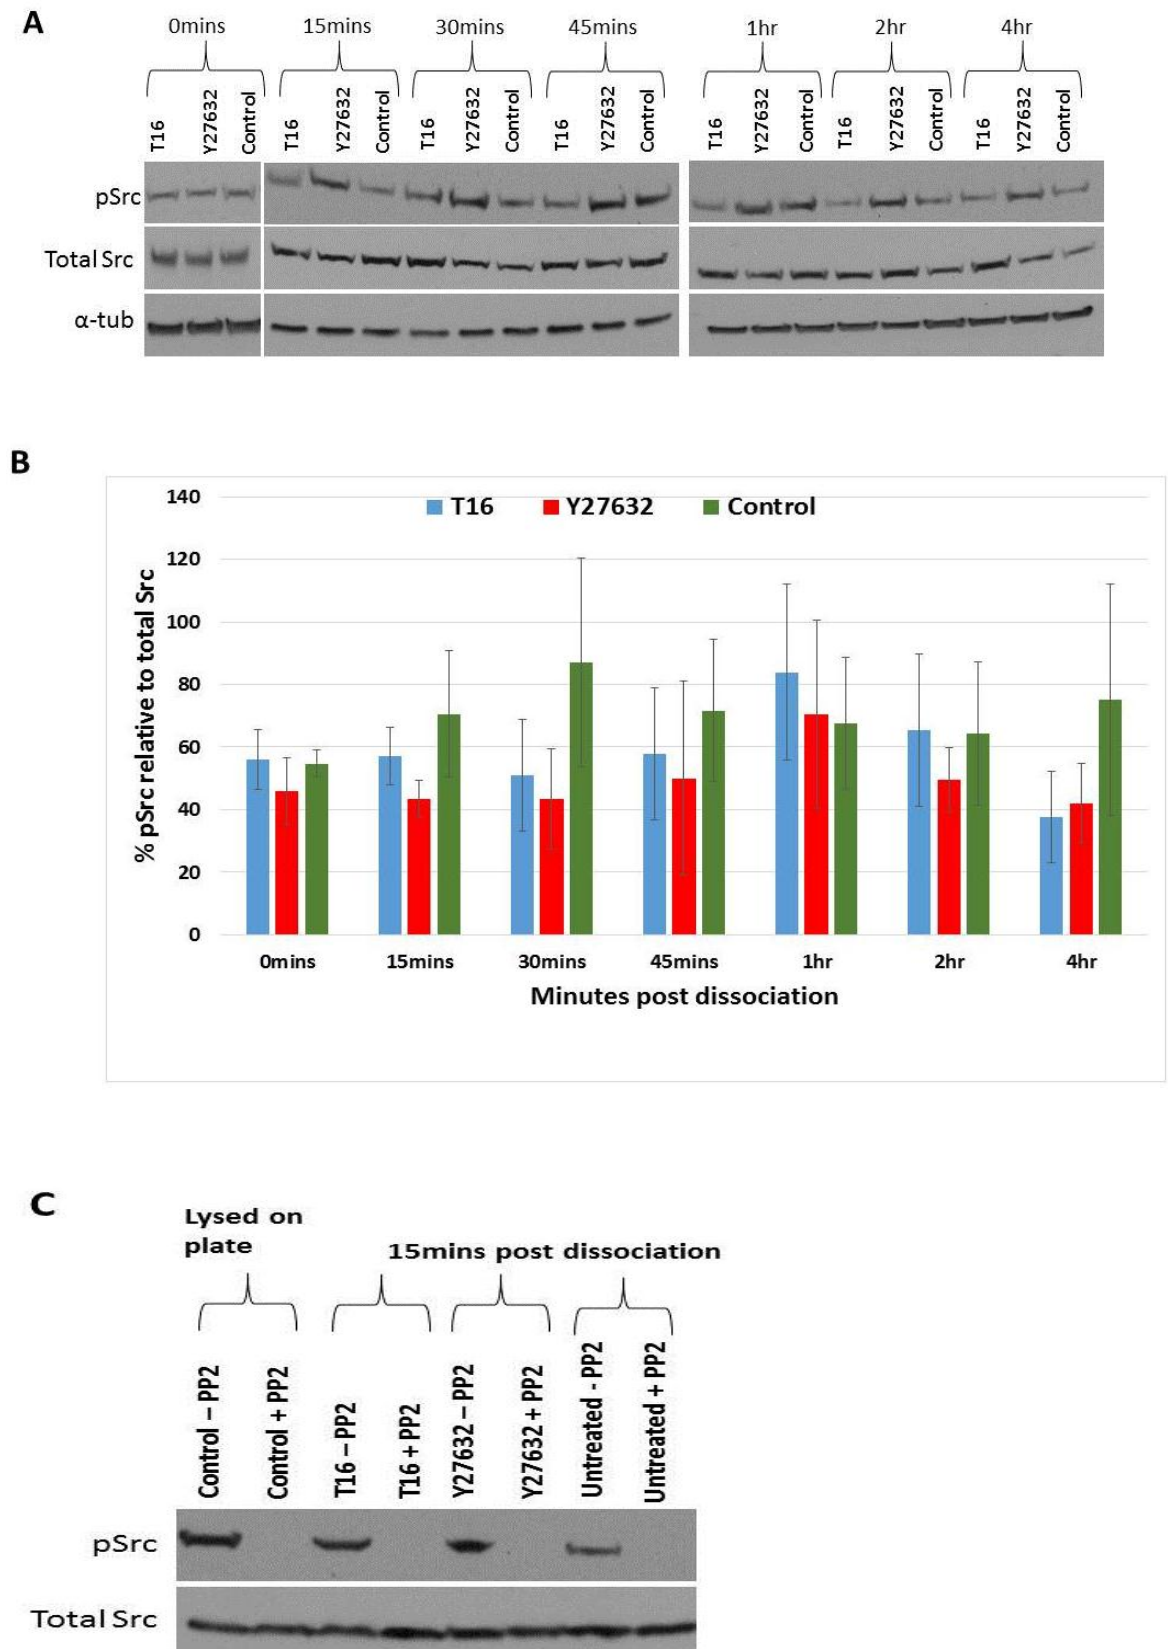 A
0mins 15mins 30mins 45mins 1hr 2hr 4hr
T16 Y27632 Control T16 Y27632 Control T16 Y27632 Control T16 Y27632 Control T16 Y27632 Control T16 Y27632 Control T16 Y27632 Control
pSrc
Total Src
α-tub
B
140
T16 Y27632 Control
120
100
80
60
40
20
0
% pSrc relative to total Src
0mins 15mins 30mins 45mins 1hr 2hr 4hr
Minutes post dissociation
C
Lysed on
plate
15mins post dissociation
Control – PP2
Control + PP2
T16 – PP2
T16 + PP2
Y27632 – PP2
Y27632 + PP2
Untreated - PP2
Untreated + PP2
pSrc
Total Src